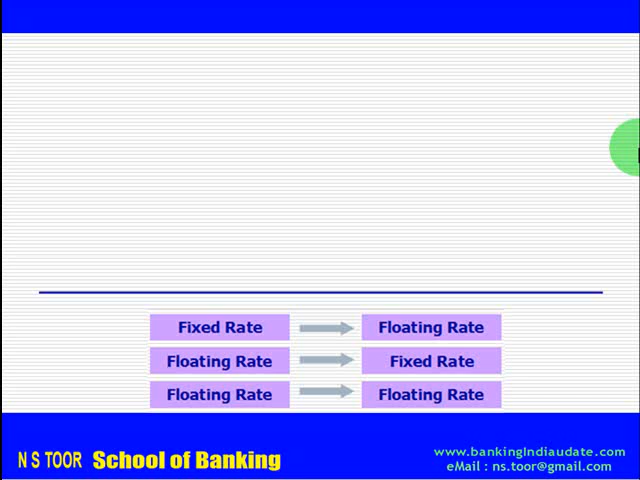 Fixed Rate Floating Rate
Floating Rate Fixed Rate
Floating Rate Floating Rate
N S TOOR School of Banking
www.bankingIndiaudate.com
eMail : ns.toor@gmail.com